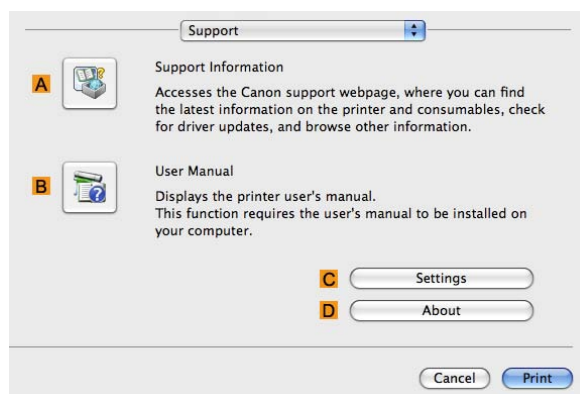 Support
A
Support Information
Accesses the Canon support webpage, where you can find
the latest information on the printer and consumables, check
for driver updates, and browse other information.
B
User Manual
Displays the printer user's manual.
This function requires the user's manual to be installed on
your computer.
C Settings
D About
Cancel Print